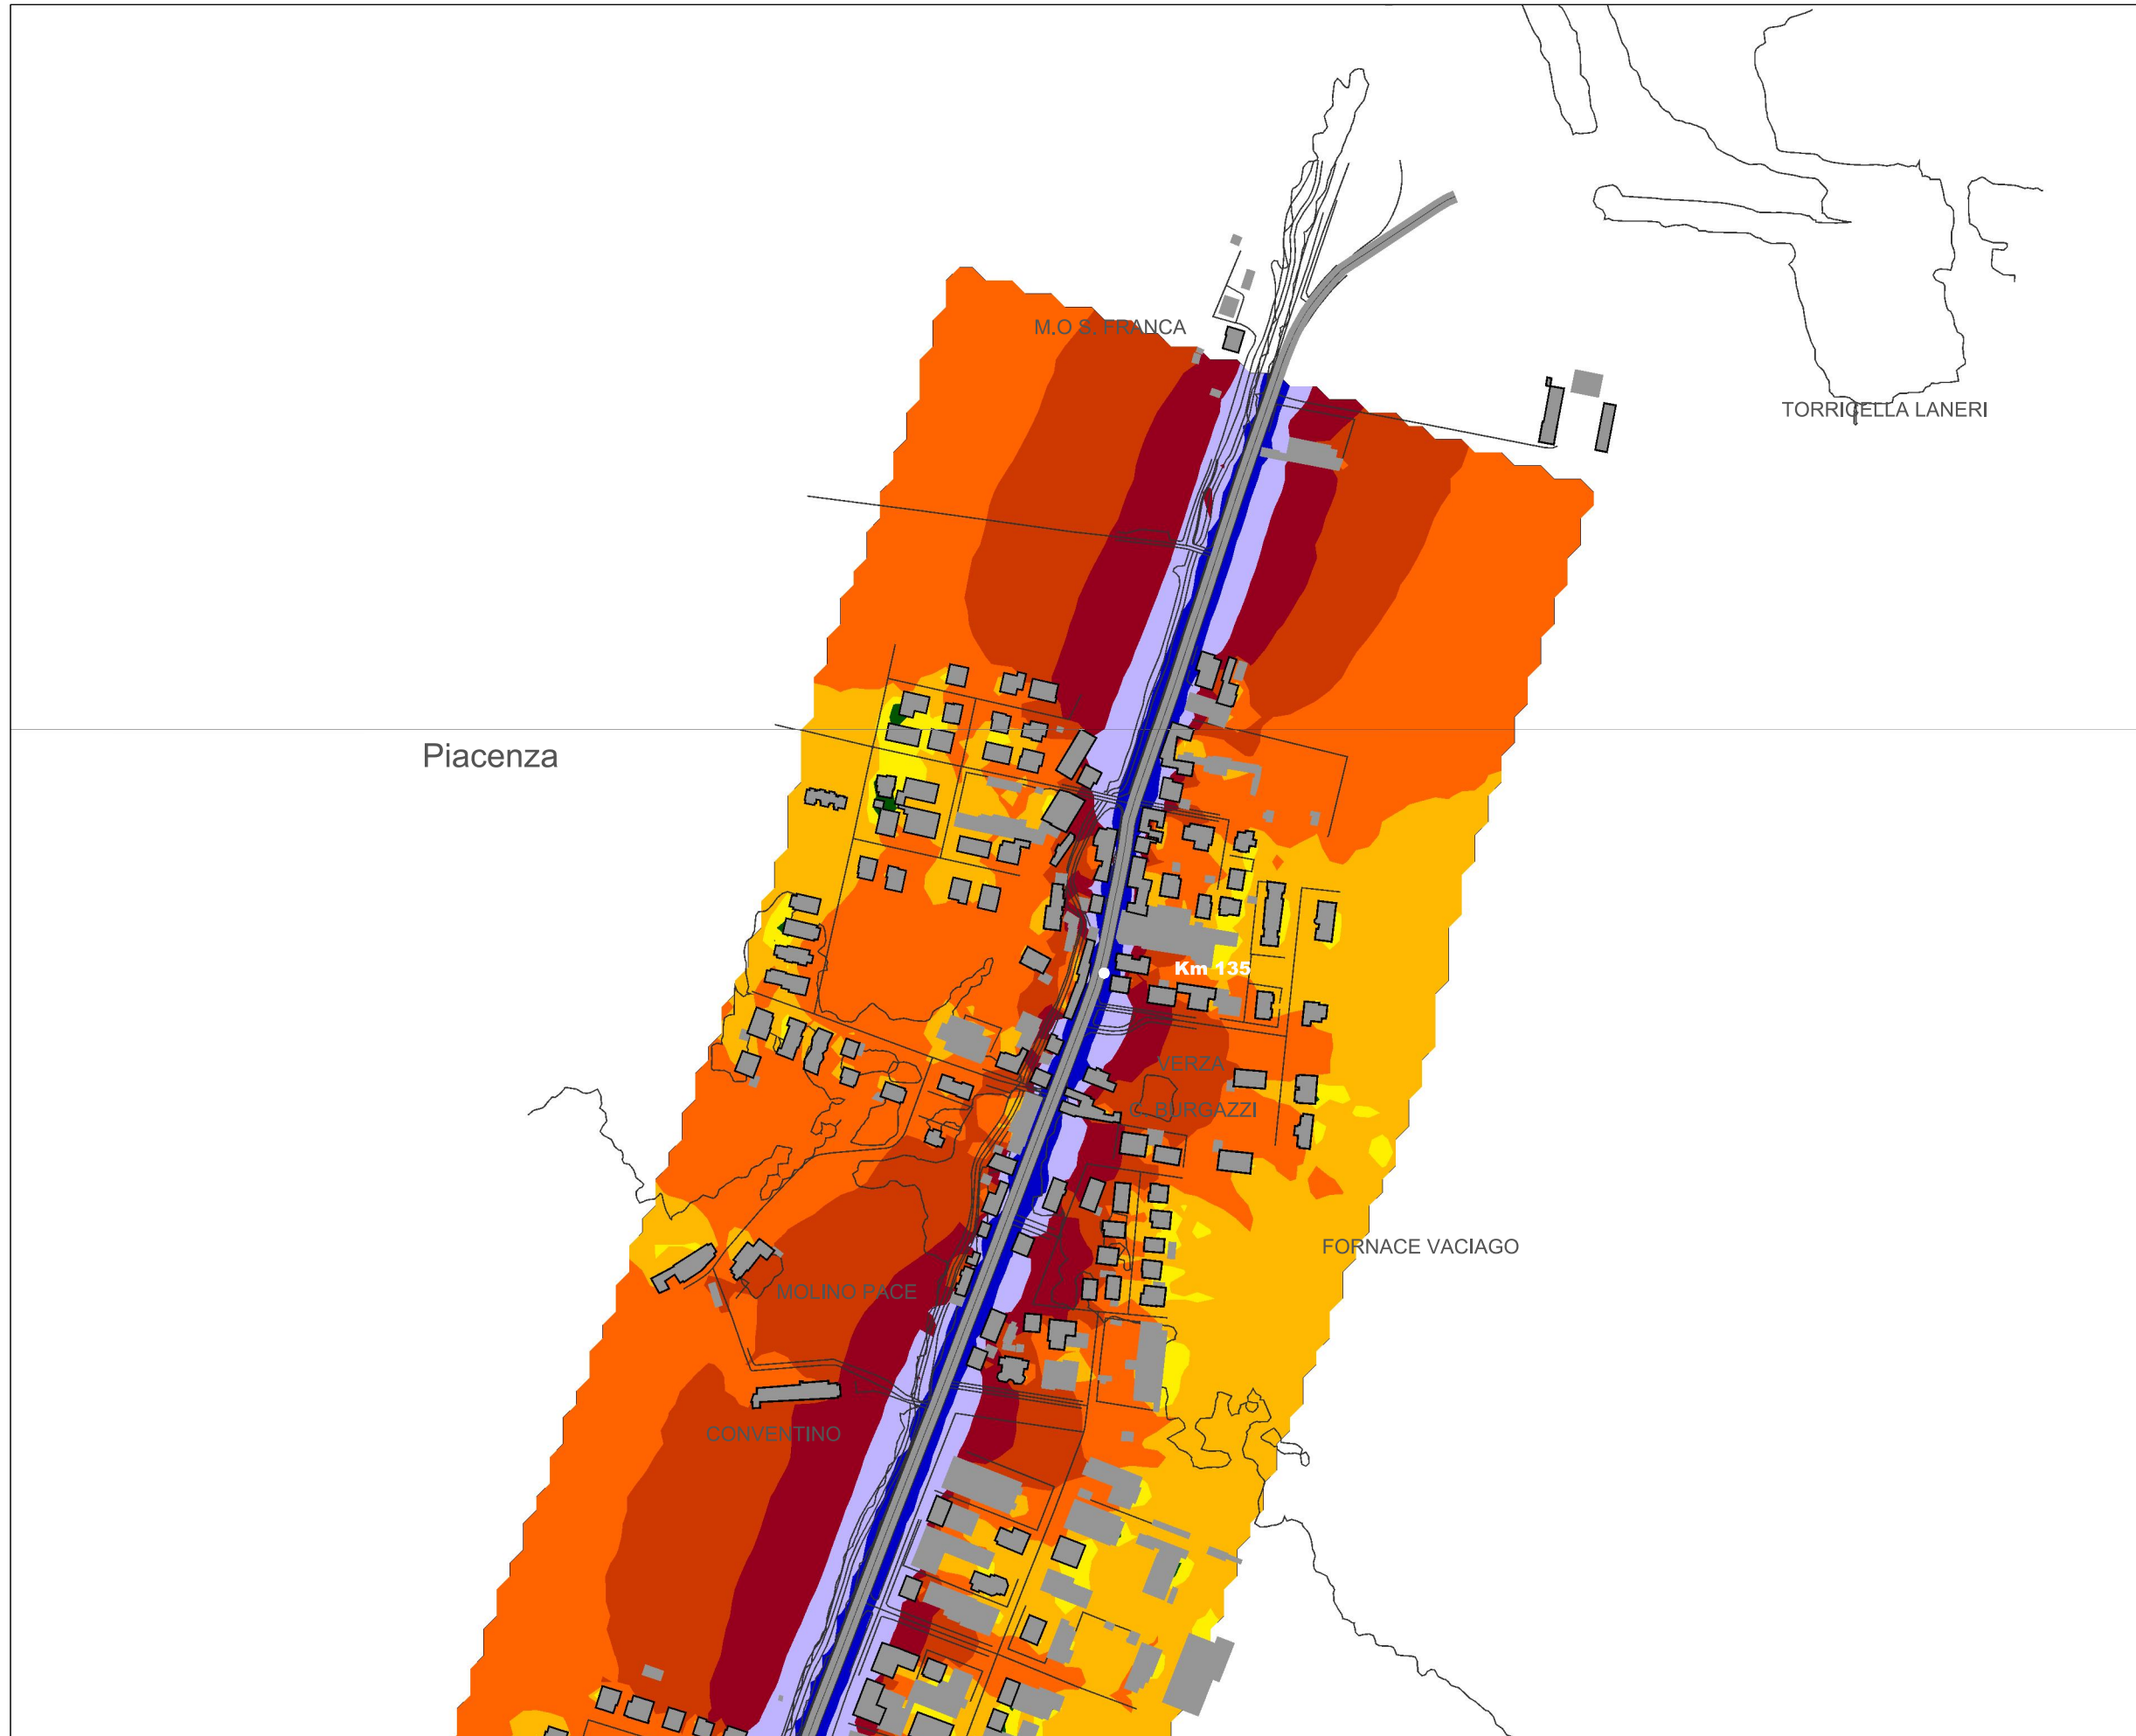 M.O S. FRANCA
TORRICELLA LANERI
Piacenza
Km 135
VERZA
C. BURGAZZI
FORNACE VACIAGO
MOLINO PACE
CONVENTINO